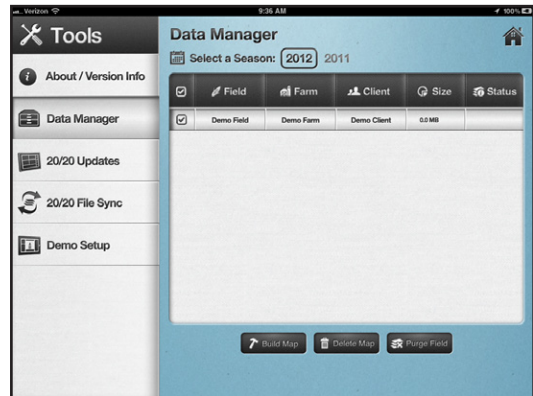 Verizon 9:36 AM 100%
Tools
About / Version Info
Data Manager
20/20 Updates
20/20 File Sync
Demo Setup
Data Manager
Select a Season: 2012 2011
Field Farm Client Size Status
Demo Field Demo Farm Demo Client 0.0 MB
Build Map Delete Map Purge Field